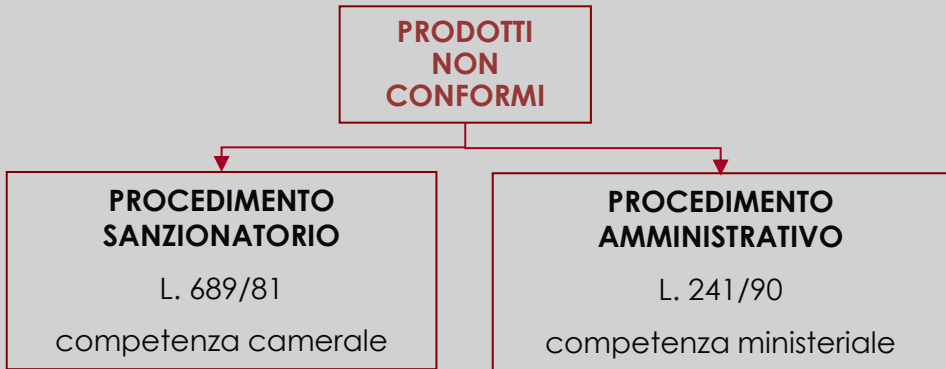 PRODOTTI
NON
CONFORMI
PROCEDIMENTO
SANZIONATORIO
L. 689/81
competenza camerale
PROCEDIMENTO
AMMINISTRATIVO
L. 241/90
competenza ministeriale